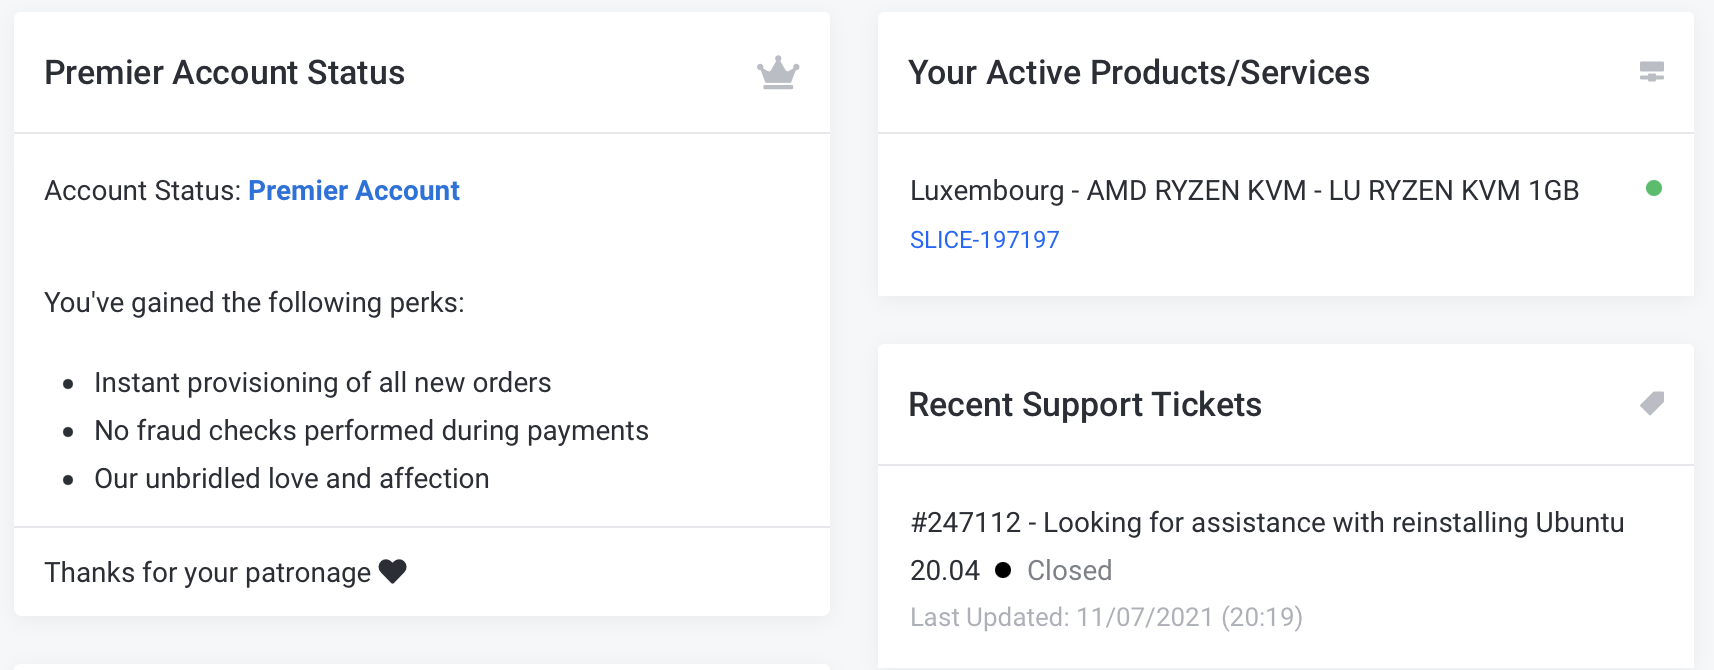 Premier Account Status
Account Status: Premier Account
You've gained the following perks:
Instant provisioning of all new orders
No fraud checks performed during payments
Our unbridled love and affection
Thanks for your patronage
Your Active Products/Services
Luxembourg - AMD RYZEN KVM - LU RYZEN KVM 1GB
SLICE-197197
Recent Support Tickets
#247112 - Looking for assistance with reinstalling Ubuntu
20.04 ● Closed
Last Updated: 11/07/2021 (20:19)